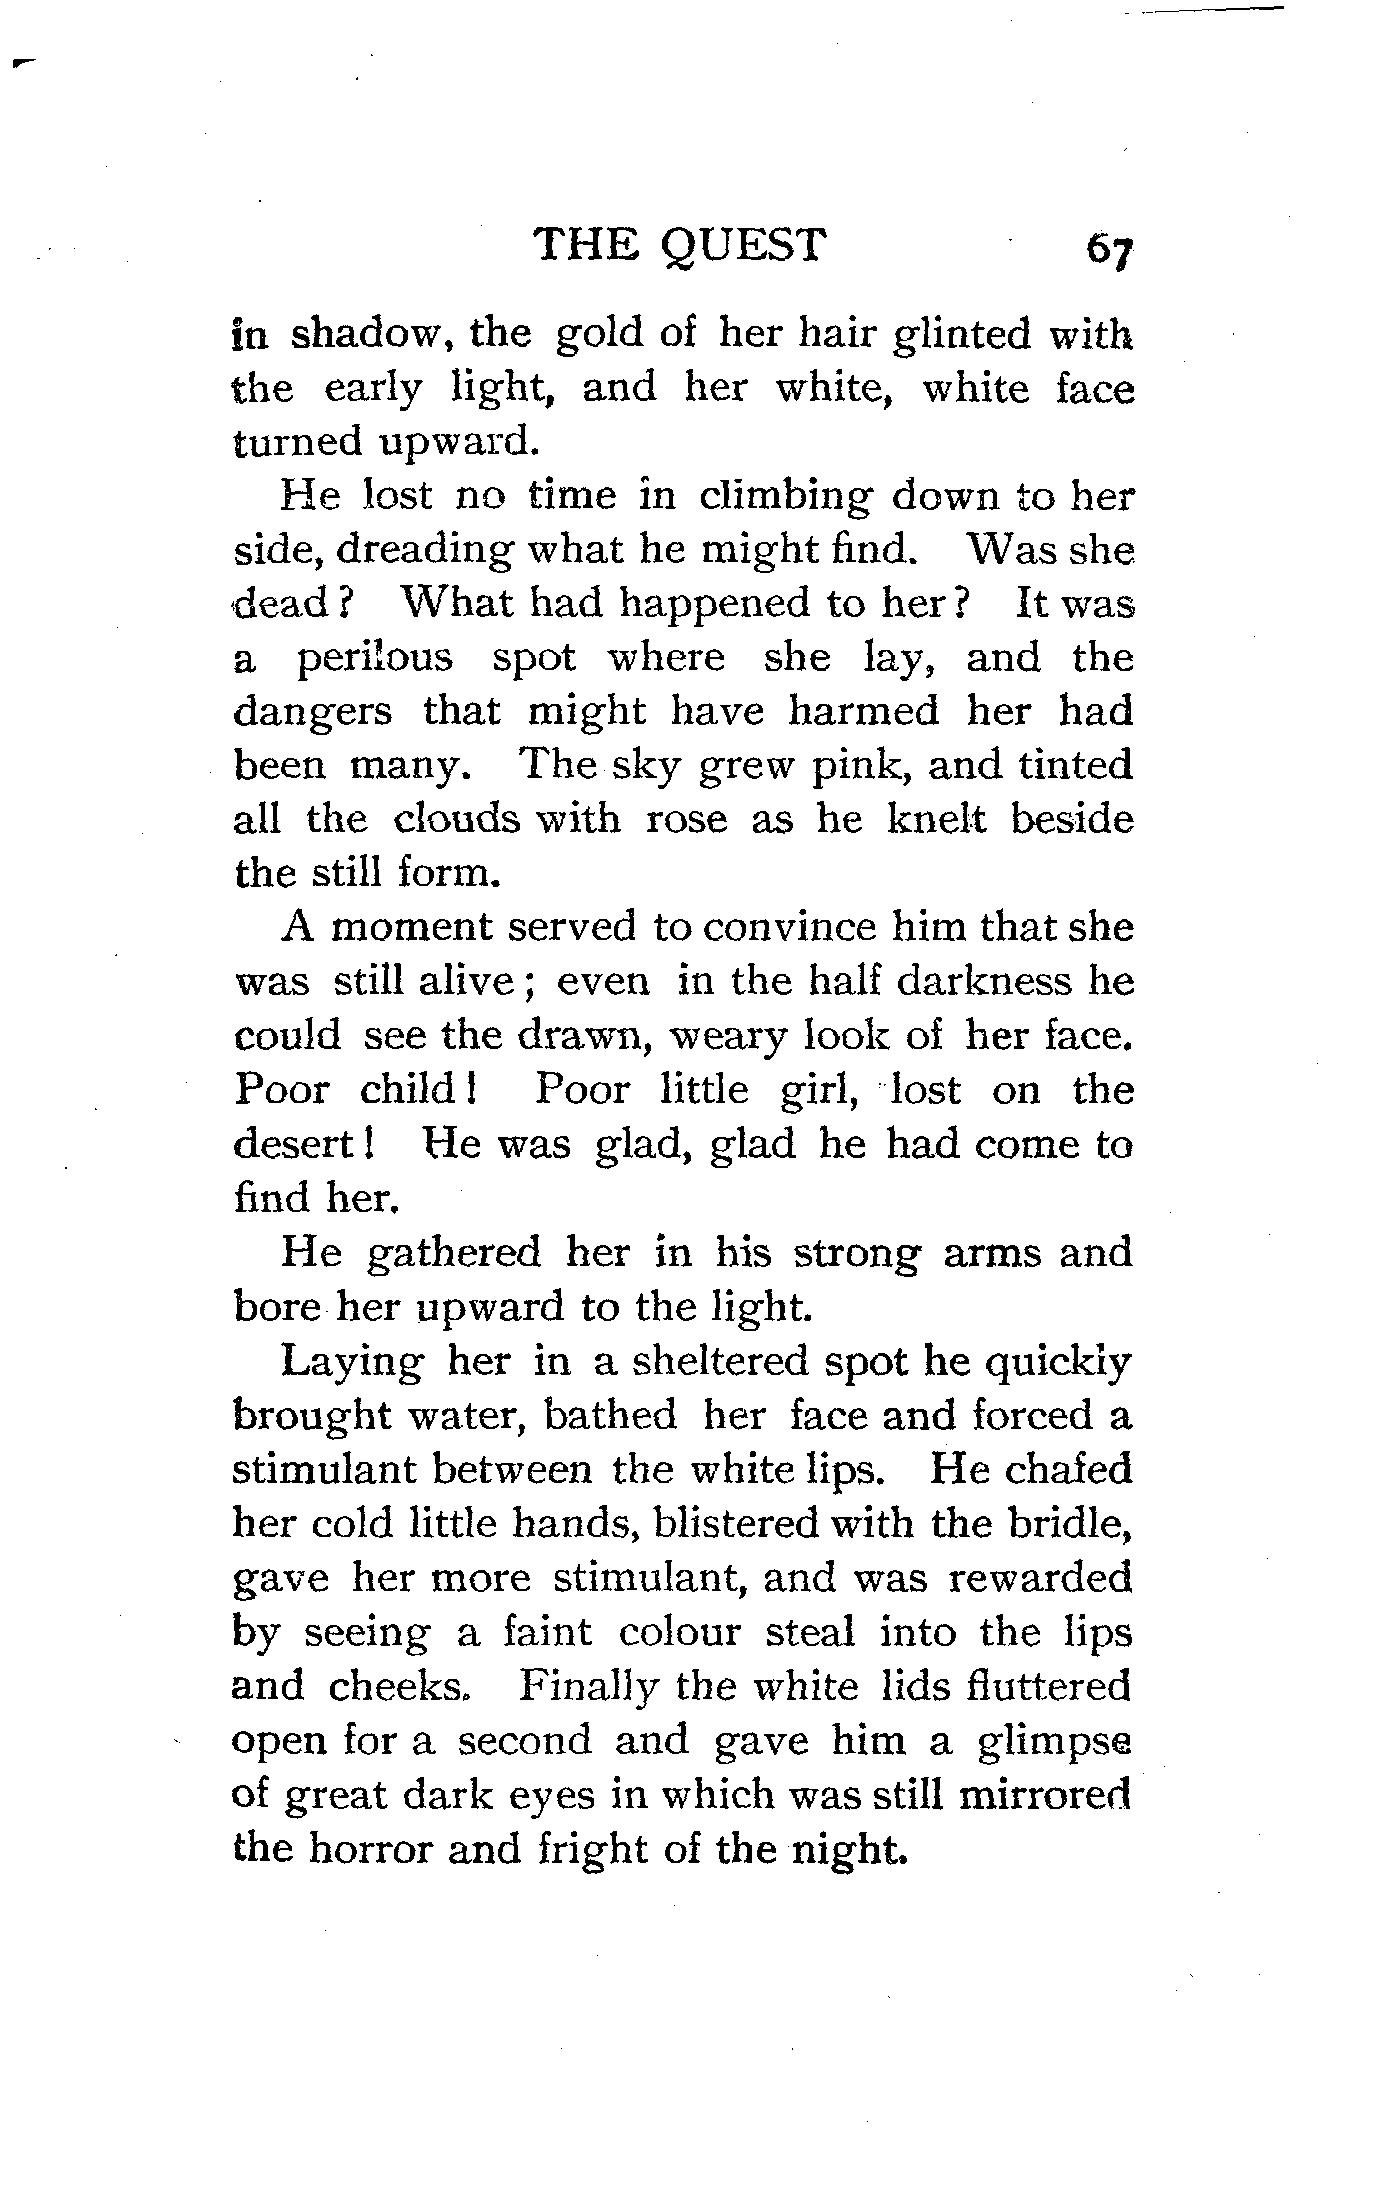 THE QUEST 67
in shadow, the gold of her hair glinted with
the early light, and her white, white face
turned upward.
He lost no time in climbing down to her
side, dreading what he might find. Was she
dead? What had happened to her? It was
a perilous spot where she lay, and the
dangers that might have harmed her had
been many. The sky grew pink, and tinted
all the clouds with rose as he knelt beside
the still form.
A moment served to convince him that she
was still alive; even in the half darkness he
could see the drawn, weary look of her face.
Poor child! Poor little girl, lost on the
desert! He was glad, glad he had come to
find her.
He gathered her in his strong arms and
bore her upward to the light.
Laying her in a sheltered spot he quickly
brought water, bathed her face and forced a
stimulant between the white lips. He chafed
her cold little hands, blistered with the bridle,
gave her more stimulant, and was rewarded
by seeing a faint colour steal into the lips
and cheeks. Finally the white lids fluttered
open for a second and gave him a glimpse
of great dark eyes in which was still mirrored
the horror and fright of the night.